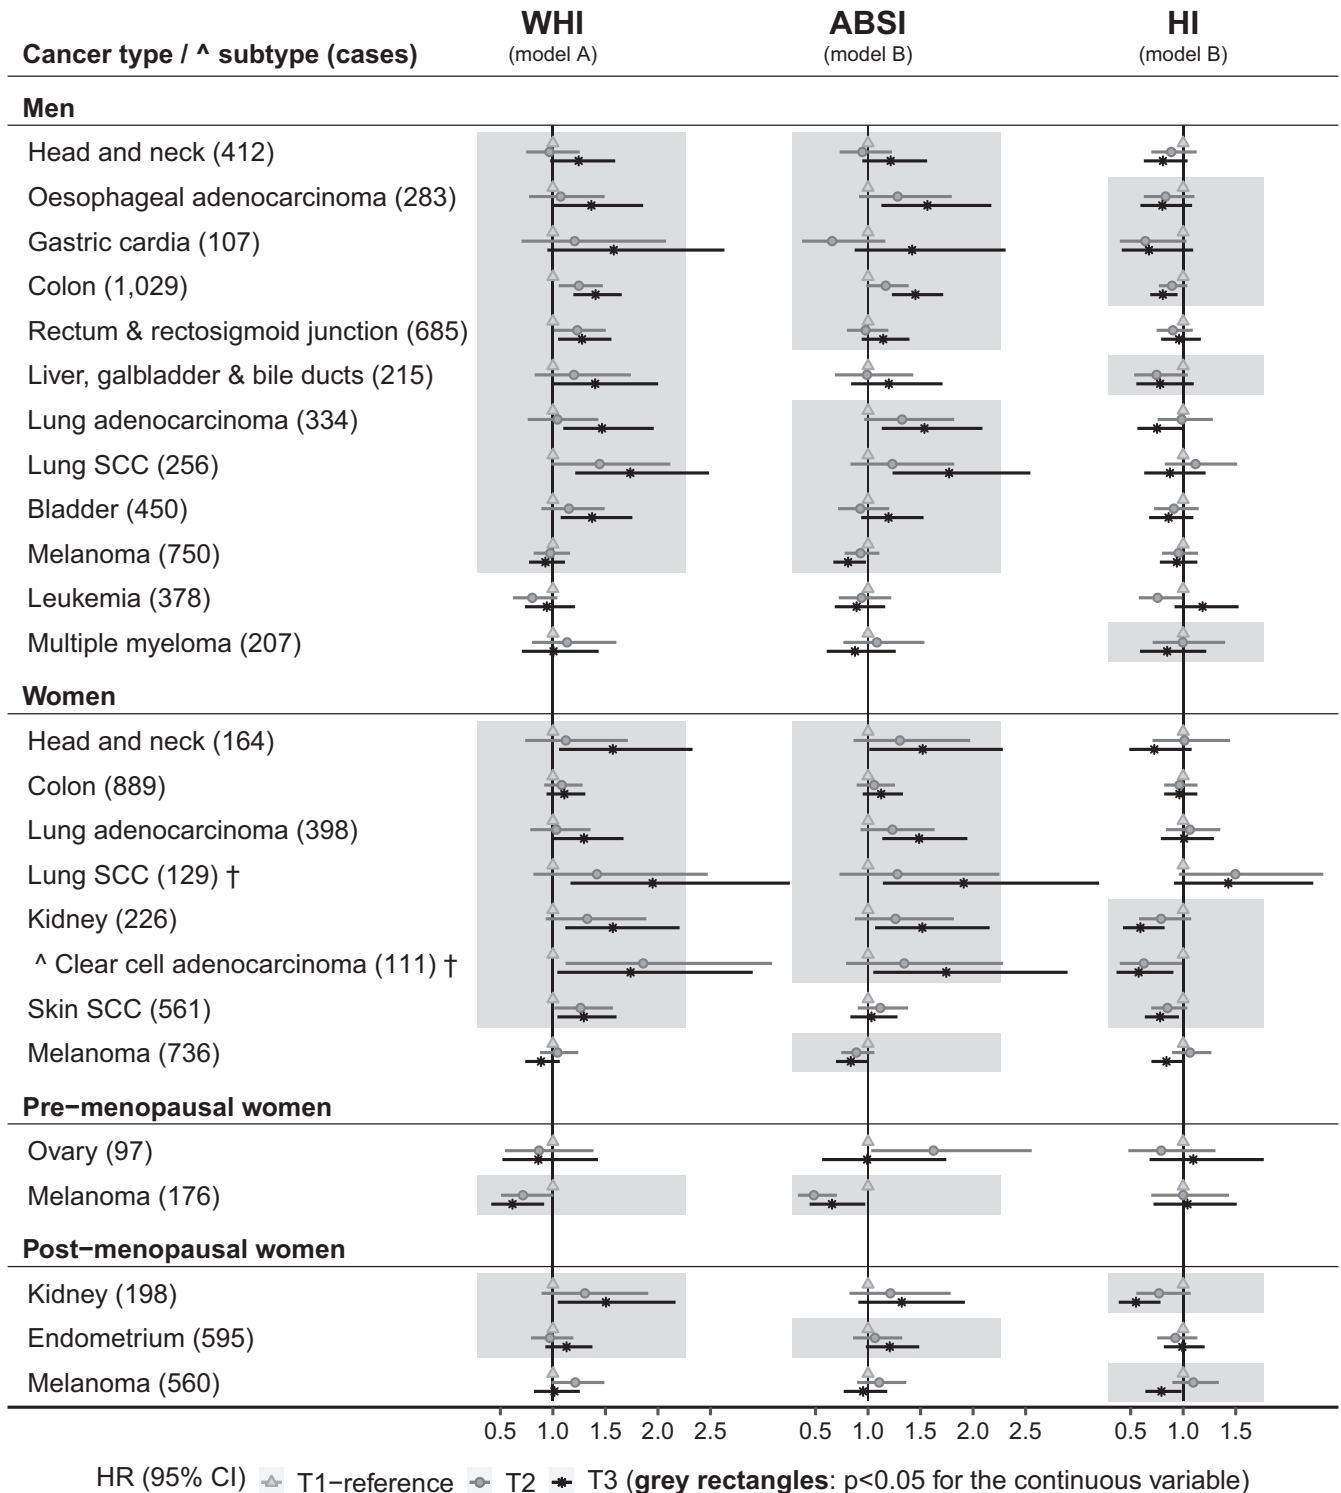 WHI ABSI HI
Cancer type / ^ subtype (cases) (model A) (model B) (model B)
Men
Head and neck (412)
Oesophageal adenocarcinoma (283)
Gastric cardia (107)
Colon (1,029)
Rectum & rectosigmoid junction (685)
Liver, galbladder & bile ducts (215)
Lung adenocarcinoma (334)
Lung SCC (256)
Bladder (450)
Melanoma (750)
Leukemia (378)
Multiple myeloma (207)
Women
Head and neck (164)
Colon (889)
Lung adenocarcinoma (398)
Lung SCC (129) †
Kidney (226)
^ Clear cell adenocarcinoma (111) †
Skin SCC (561)
Melanoma (736)
Pre−menopausal women
Ovary (97)
Melanoma (176)
Post−menopausal women
Kidney (198)
Endometrium (595)
Melanoma (560)
0.5 1.0 1.5 2.0 2.5 0.5 1.0 1.5 2.0 2.5 0.5 1.0 1.5
HR (95% CI) T1−reference T2 T3 (grey rectangles: p<0.05 for the continuous variable)